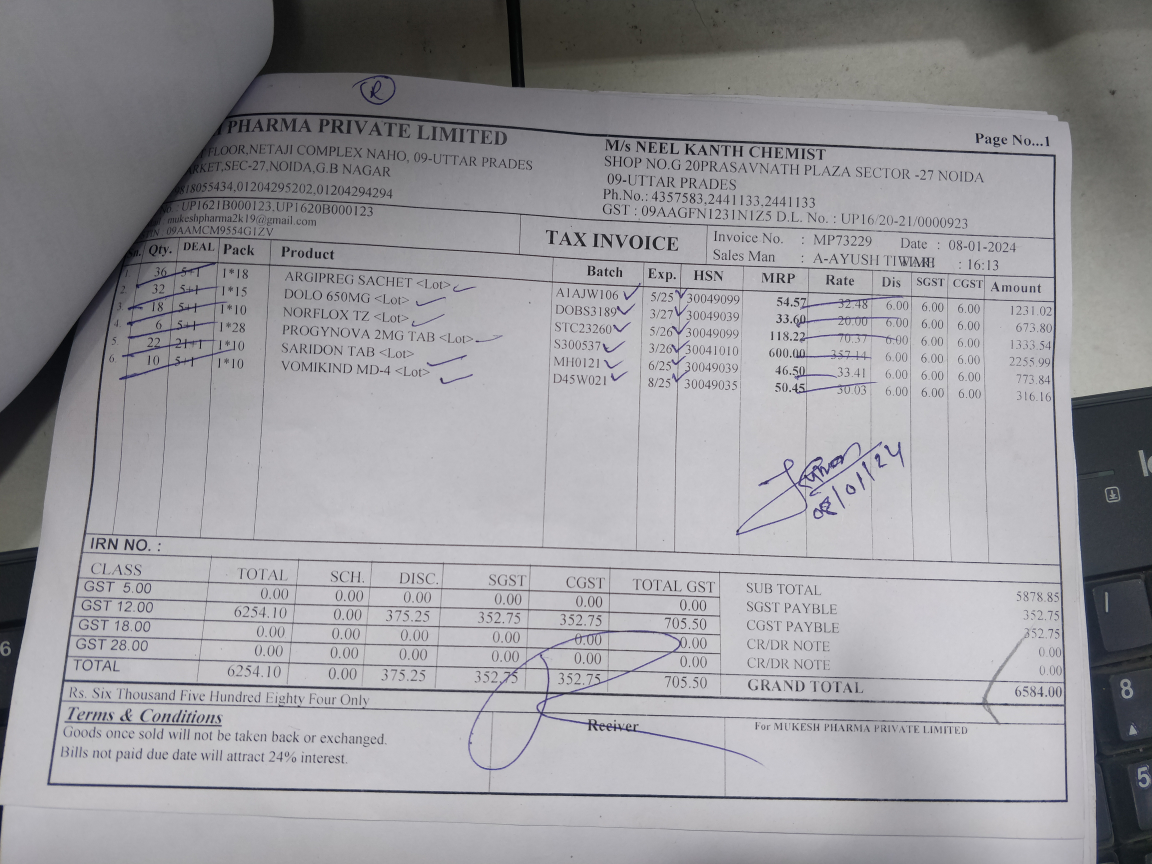 R
PHARMA PRIVATE LIMITED
FLOOR,NETAJI COMPLEX NAHO, 09-UTTAR PRADES
RKET,SEC-27,NOIDA,G.B NAGAR
818055434,01204295202,01204294294
UP1621B000123,UP1620B000123
mukeshpharma2k19@gmail.com
09AAMCM9554G1ZV
Page No...1
M/s NEEL KANTH CHEMIST
SHOP NO.G 20PRASAVNATH PLAZA SECTOR -27 NOIDA
09-UTTAR PRADES
Ph.No.: 4357583,2441133,2441133
GST : 09AAGFN1231N1Z5 D.L. No. : UP16/20-21/0000923
TAX INVOICE
Invoice No. : MP73229 Date : 08-01-2024
Sales Man : A-AYUSH TIWARI : 16:13
Sn. Qty. DEAL Pack Product Batch Exp. HSN MRP Rate Dis SGST CGST Amount
1. 36 5+1 1*18 ARGIPREG SACHET <Lot> A1AJW106 5/25 30049099 54.57 32.48 6.00 6.00 6.00 1231.02
2. 32 5+1 1*15 DOLO 650MG <Lot> DOBS3189 3/27 30049039 33.60 20.00 6.00 6.00 6.00 673.80
3. 18 5+1 1*10 NORFLOX TZ <Lot> STC23260 5/26 30049099 118.22 70.37 6.00 6.00 6.00 1333.54
4. 6 5+1 1*28 PROGYNOVA 2MG TAB <Lot> S300537 3/26 30041010 600.00 357.14 6.00 6.00 6.00 2255.99
5. 22 21+1 1*10 SARIDON TAB <Lot> MH0121 6/25 30049039 46.50 33.41 6.00 6.00 6.00 773.84
6. 10 5+1 1*10 VOMIKIND MD-4 <Lot> D45W021 8/25 30049035 50.45 30.03 6.00 6.00 6.00 316.16
08/01/24
IRN NO. :
CLASS TOTAL SCH. DISC. SGST CGST TOTAL GST
GST 5.00 0.00 0.00 0.00 0.00 0.00 0.00
GST 12.00 6254.10 0.00 375.25 352.75 352.75 705.50
GST 18.00 0.00 0.00 0.00 0.00 0.00 0.00
GST 28.00 0.00 0.00 0.00 0.00 0.00 0.00
TOTAL 6254.10 0.00 375.25 352.75 352.75 705.50
SUB TOTAL 5878.85
SGST PAYBLE 352.75
CGST PAYBLE 352.75
CR/DR NOTE 0.00
CR/DR NOTE 0.00
GRAND TOTAL 6584.00
Rs. Six Thousand Five Hundred Eighty Four Only
Terms & Conditions
Goods once sold will not be taken back or exchanged.
Bills not paid due date will attract 24% interest.
Receiver
For MUKESH PHARMA PRIVATE LIMITED
6
8
5